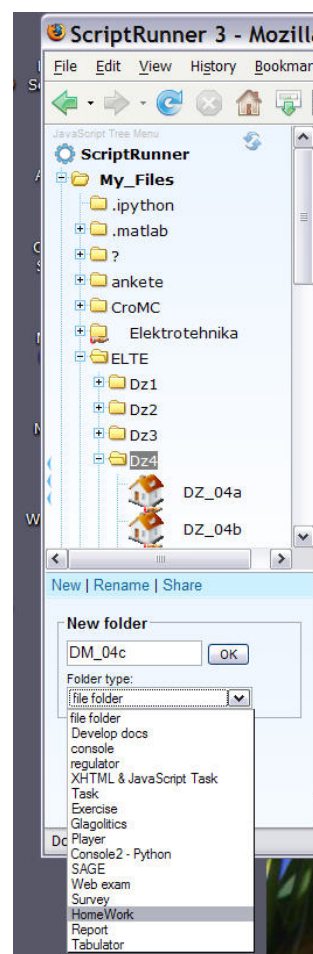 ScriptRunner 3 - Mozill
File Edit View History Bookmar
JavaScript Tree Menu
ScriptRunner
My_Files
.ipython
.matlab
?
ankete
CroMC
Elektrotehnika
ELTE
Dz1
Dz2
Dz3
Dz4
DZ_04a
DZ_04b
New | Rename | Share
New folder
DM_04c OK
Folder type:
file folder
file folder
Develop docs
console
regulator
XHTML & JavaScript Task
Task
Exercise
Glagolitics
Player
Console2 - Python
SAGE
Web exam
Survey
HomeWork
Report
Tabulator